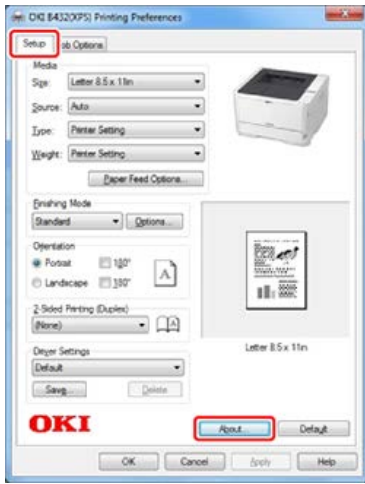 OKI B432(XPS) Printing Preferences
Setup Job Options
Media
Size: Letter 8.5 x 11in
Source: Auto
Type: Printer Setting
Weight: Printer Setting
Paper Feed Options...
Finishing Mode
Standard Options...
Orientation
Portrait 180°
Landscape 180°
A
2-Sided Printing (Duplex)
(None)
Letter 8.5 x 11in
Driver Settings
Default
Save... Delete
OKI About... Default
OK Cancel Apply Help